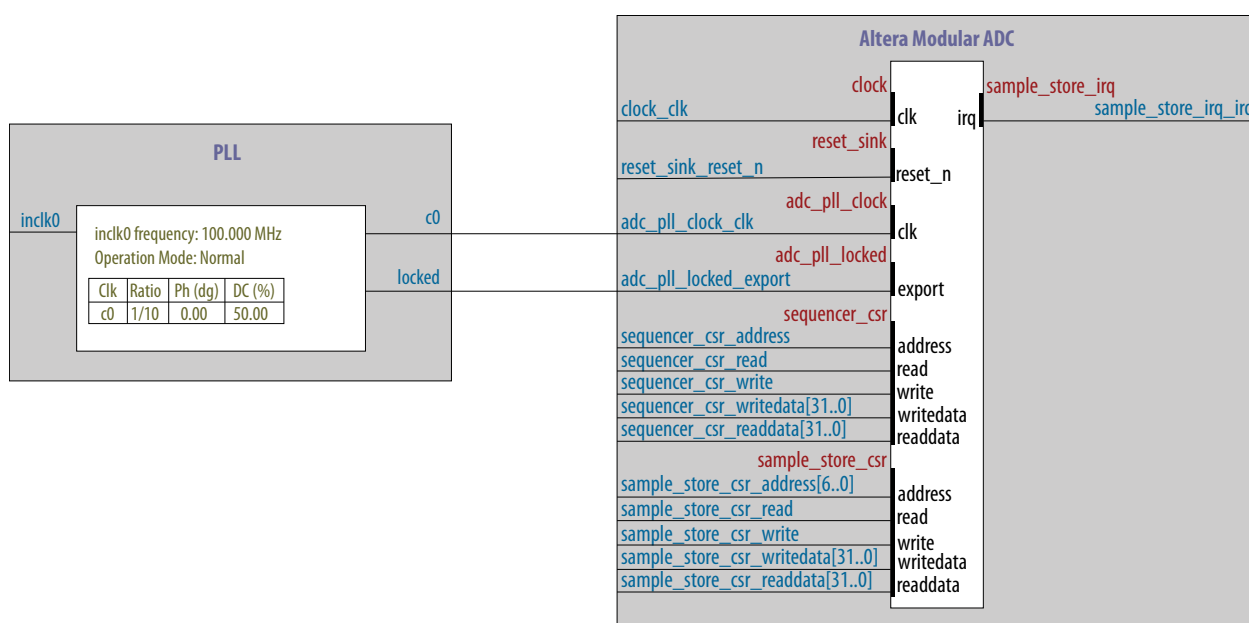 PLL
inclk0
inclk0 frequency: 100.000 MHz
Operation Mode: Normal
Clk Ratio Ph (dg) DC (%)
c0 1/10 0.00 50.00
c0
locked
Altera Modular ADC
clock
clock_clk
clk
reset_sink
reset_sink_reset_n
reset_n
adc_pll_clock
adc_pll_clock_clk
clk
adc_pll_locked
adc_pll_locked_export
export
sequencer_csr
sequencer_csr_address
address
sequencer_csr_read
read
sequencer_csr_write
write
sequencer_csr_writedata[31..0]
writedata
sequencer_csr_readdata[31..0]
readdata
sample_store_csr
sample_store_csr_address[6..0]
address
sample_store_csr_read
read
sample_store_csr_write
write
sample_store_csr_writedata[31..0]
writedata
sample_store_csr_readdata[31..0]
readdata
sample_store_irq
irq
sample_store_irq_irq